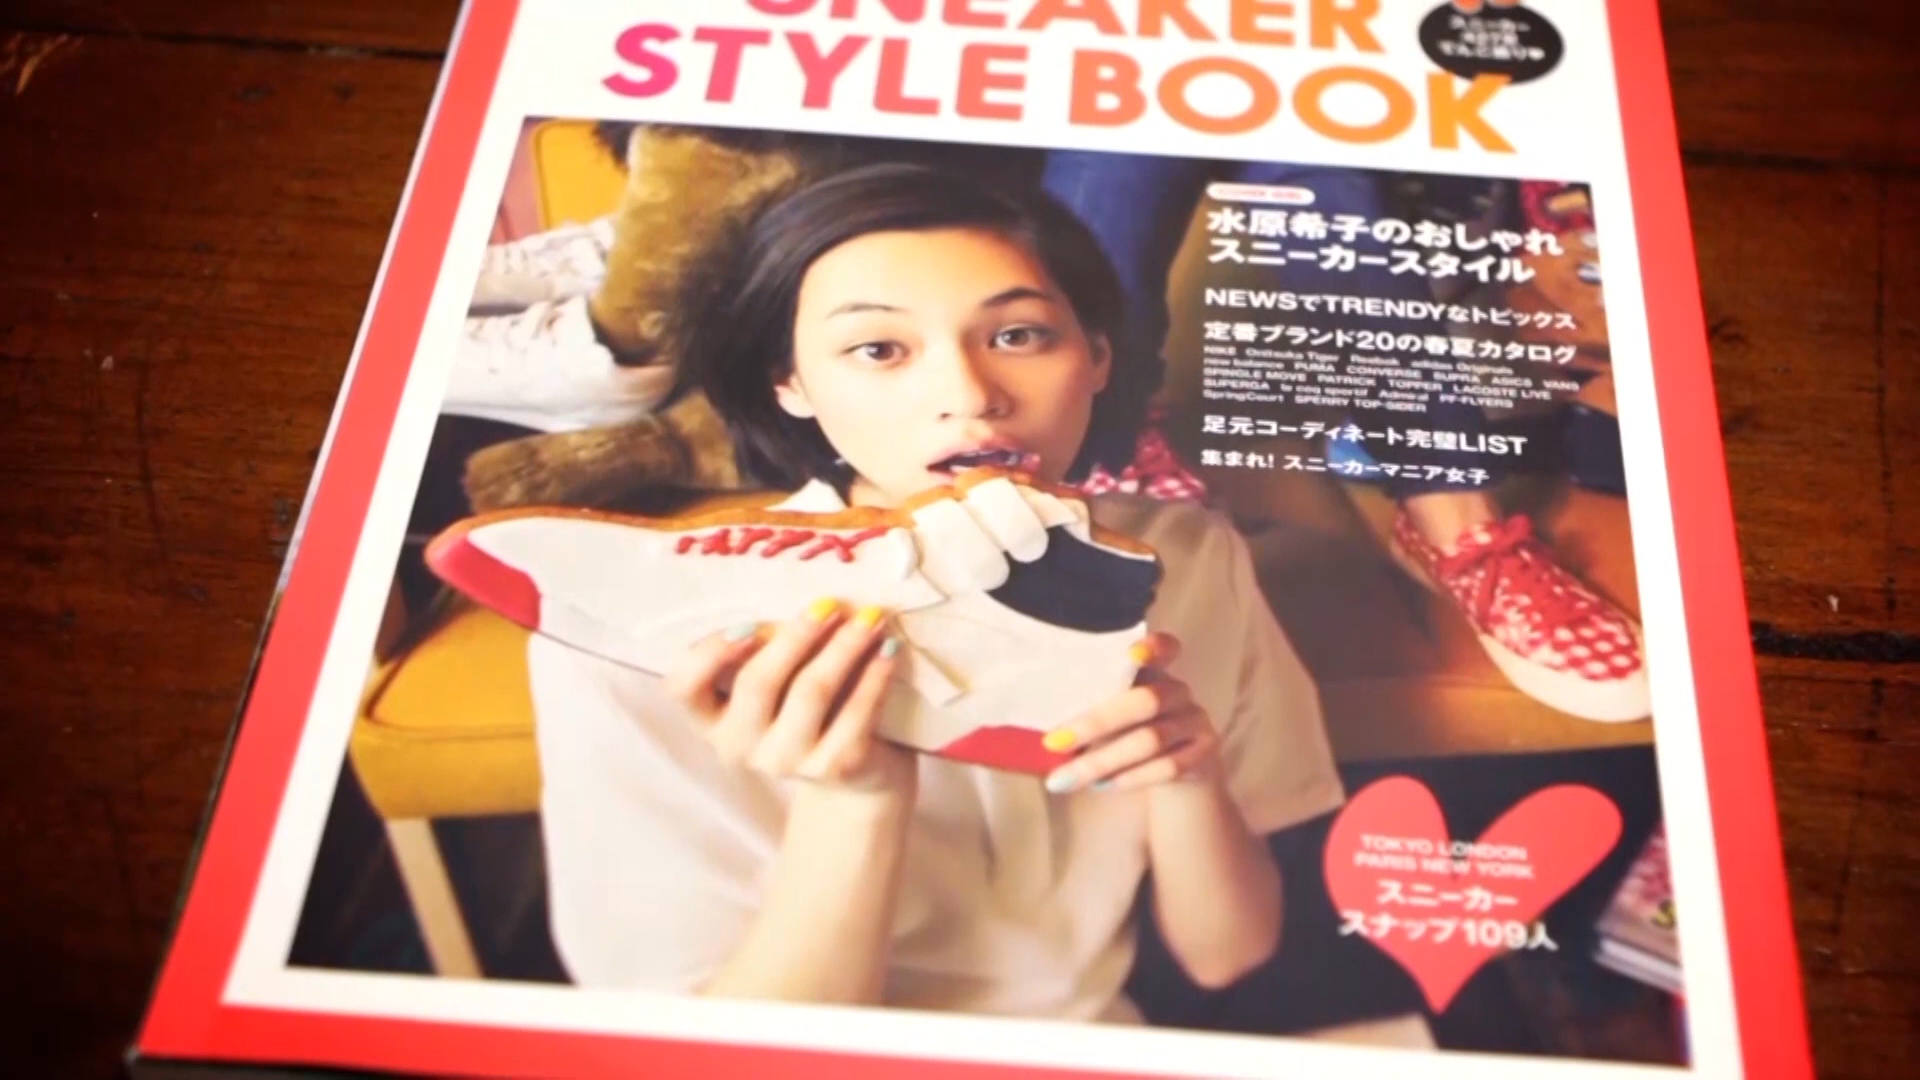 SNEAKER
STYLE BOOK
水原希子のおしゃれ
スニーカースタイル
NEWSでTRENDYなトピックス
定番ブランド20の春夏カタログ
NIKE Onitsuka Tiger Reebok adidas Originals
new balance PUMA CONVERSE SUPRA ASICS VANS
SPINGLE MOVE PATRICK TOPPER LACOSTE LIVE
SUPERGA le coq sportif Admiral PF-FLYERS
SpringCourt SPERRY TOP-SIDER
足元コーディネート完璧LIST
集まれ! スニーカーマニア女子
TOKYO LONDON
PARIS NEW YORK
スニーカー
スナップ109人